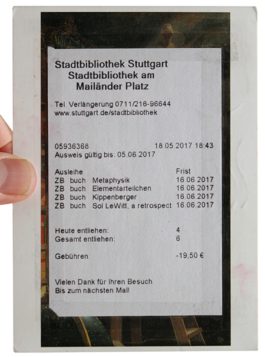 Stadtbibliothek Stuttgart
Stadtbibliothek am
Mailänder Platz
Tel. Verlängerung 0711/216-96644
www.stuttgart.de/stadtbibliothek
05936368 18.05.2017 18:43
Ausweis gültig bis: 05.06.2017
Ausleihe Frist
ZB buch Metaphysik 16.06.2017
ZB buch Elementarteilchen 16.06.2017
ZB buch Kippenberger 16.06.2017
ZB buch Sol LeWitt, a retrospect 16.06.2017
Heute entliehen: 4
Gesamt entliehen: 6
Gebühren -19,50 €
Vielen Dank für Ihren Besuch
Bis zum nächsten Mal!